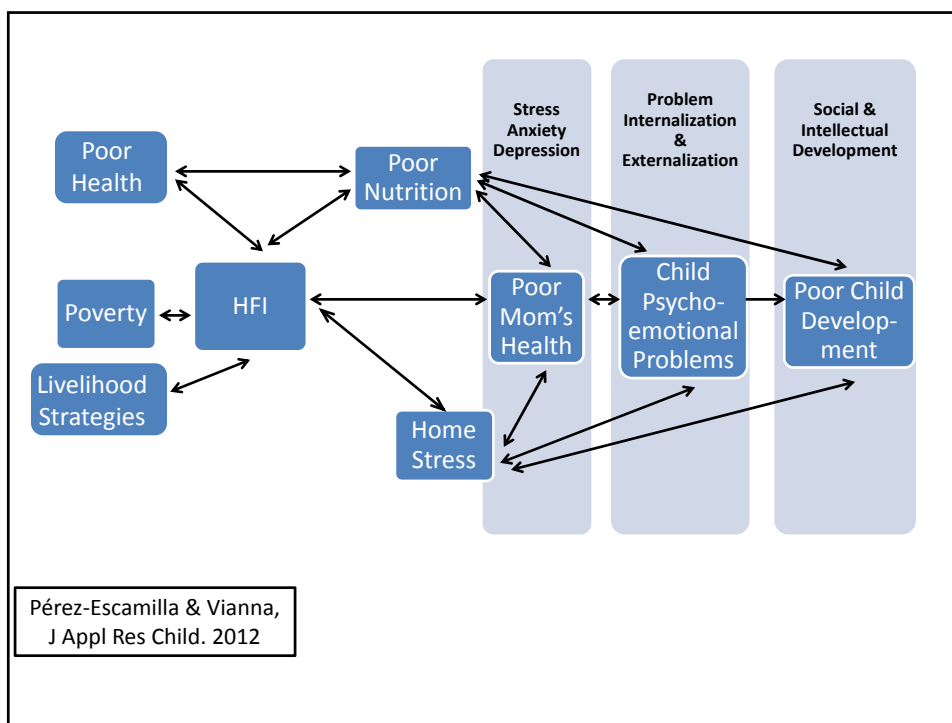 Stress
Anxiety
Depression
Problem
Internalization
&
Externalization
Social &
Intellectual
Development
Poor
Health
Poor
Nutrition
Poverty
HFI
Poor
Mom's
Health
Child
Psycho-
emotional
Problems
Poor Child
Develop-
ment
Livelihood
Strategies
Home
Stress
Pérez-Escamilla & Vianna,
J Appl Res Child. 2012